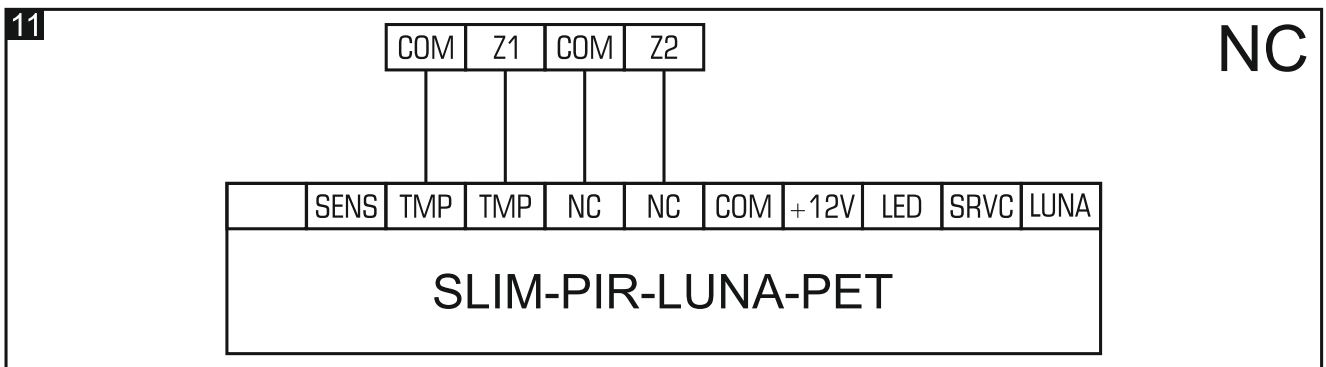 11
NC
COM Z1 COM Z2
SENS TMP TMP NC NC COM +12V LED SRVC LUNA
SLIM-PIR-LUNA-PET